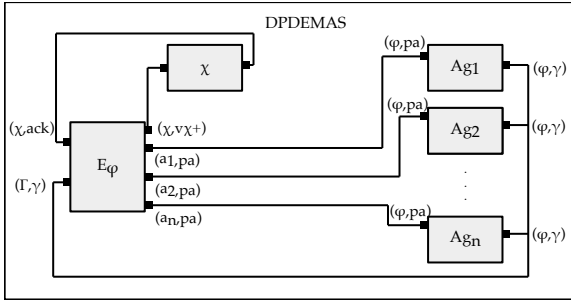 DPDEMAS
χ
(φ,pa)
Ag1
(φ,γ)
(χ,ack)
(χ,vχ+)
(φ,pa)
Ag2
(φ,γ)
Eφ
(a1,pa)
(Γ,γ)
(a2,pa)
.
.
.
(an,pa)
(φ,pa)
Agn
(φ,γ)